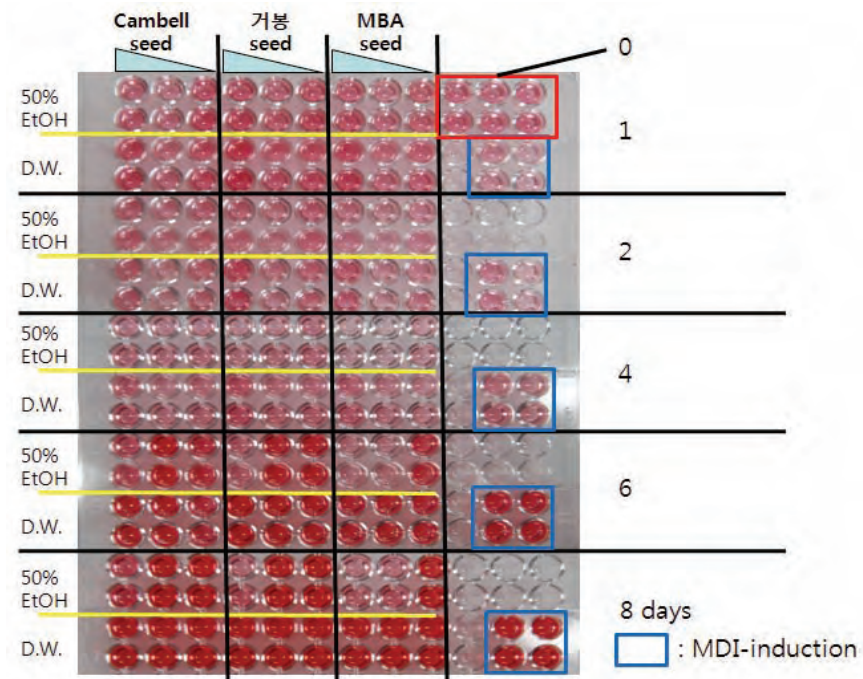 Cambell
seed
거봉
seed
MBA
seed
0
50%
EtOH
1
D.W.
50%
EtOH
2
D.W.
50%
EtOH
4
D.W.
50%
EtOH
6
D.W.
50%
EtOH
8 days
D.W.
: MDI-induction